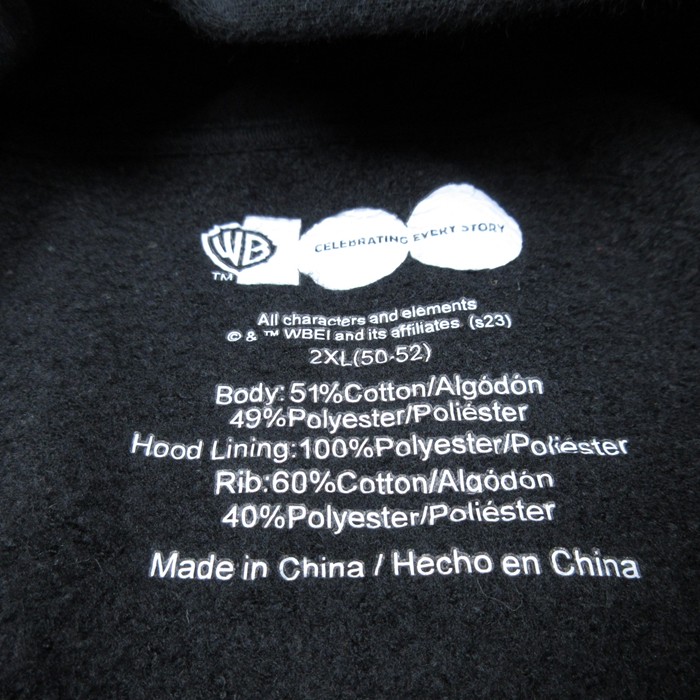 WB
TM
CELEBRATING EVERY STORY
All characters and elements
© & ™ WBEI and its affiliates (s23)
2XL(50-52)
Body:51%Cotton/Algódón
49%Polyester/Poliéster
Hood Lining:100%Polyester/Poliéster
Rib:60%Cotton/Algódón
40%Polyester/Poliéster
Made in China / Hecho en China